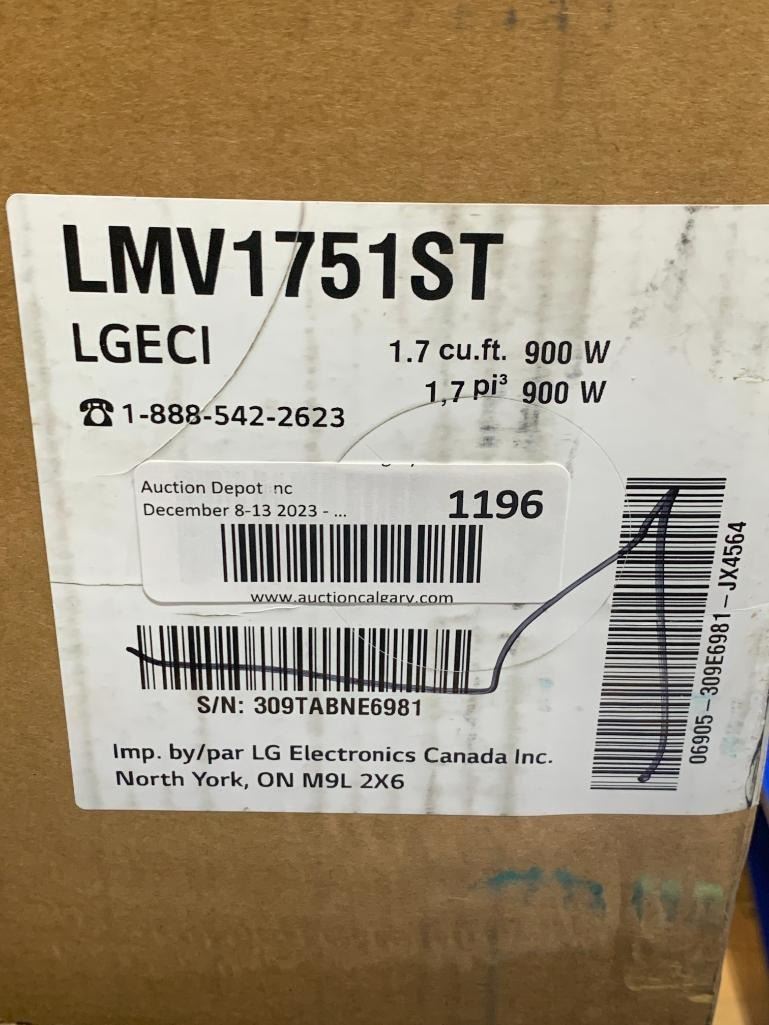 LMV1751ST
LGECI
1.7 cu.ft. 900 W
1,7 pi³ 900 W
☎ 1-888-542-2623
Auction Depot nc
December 8-13 2023 - ...
1196
www.auctioncalgary.com
S/N: 309TABNE6981
06905-309E6981-JX4564
Imp. by/par LG Electronics Canada Inc.
North York, ON M9L 2X6